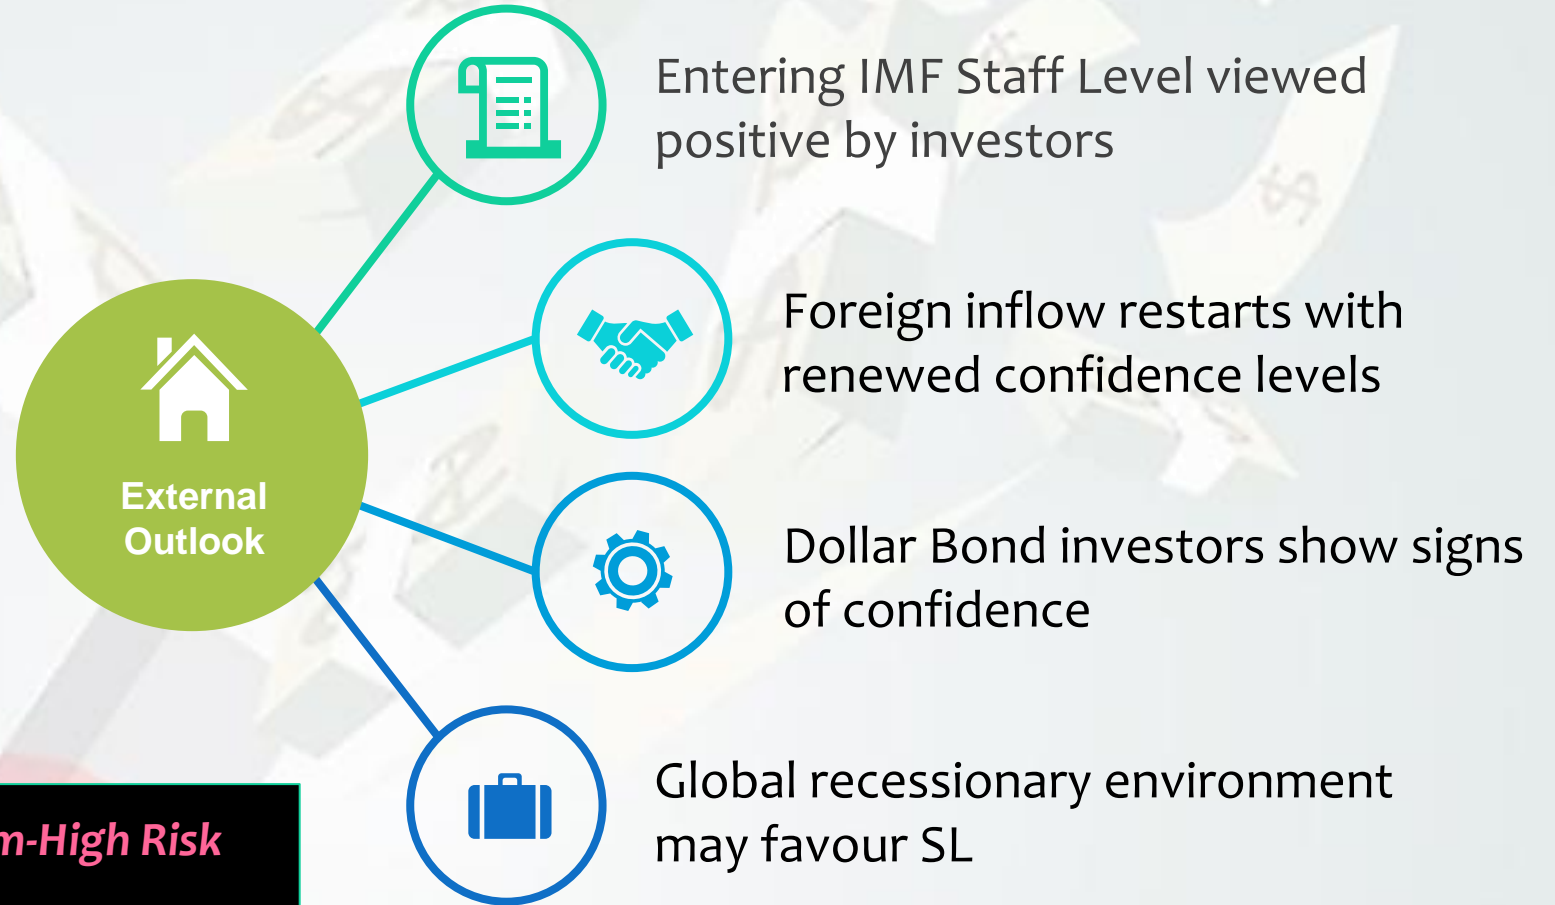 Entering IMF Staff Level viewed
positive by investors
Foreign inflow restarts with
renewed confidence levels
External
Outlook
Dollar Bond investors show signs
of confidence
Global recessionary environment
may favour SL
m-High Risk